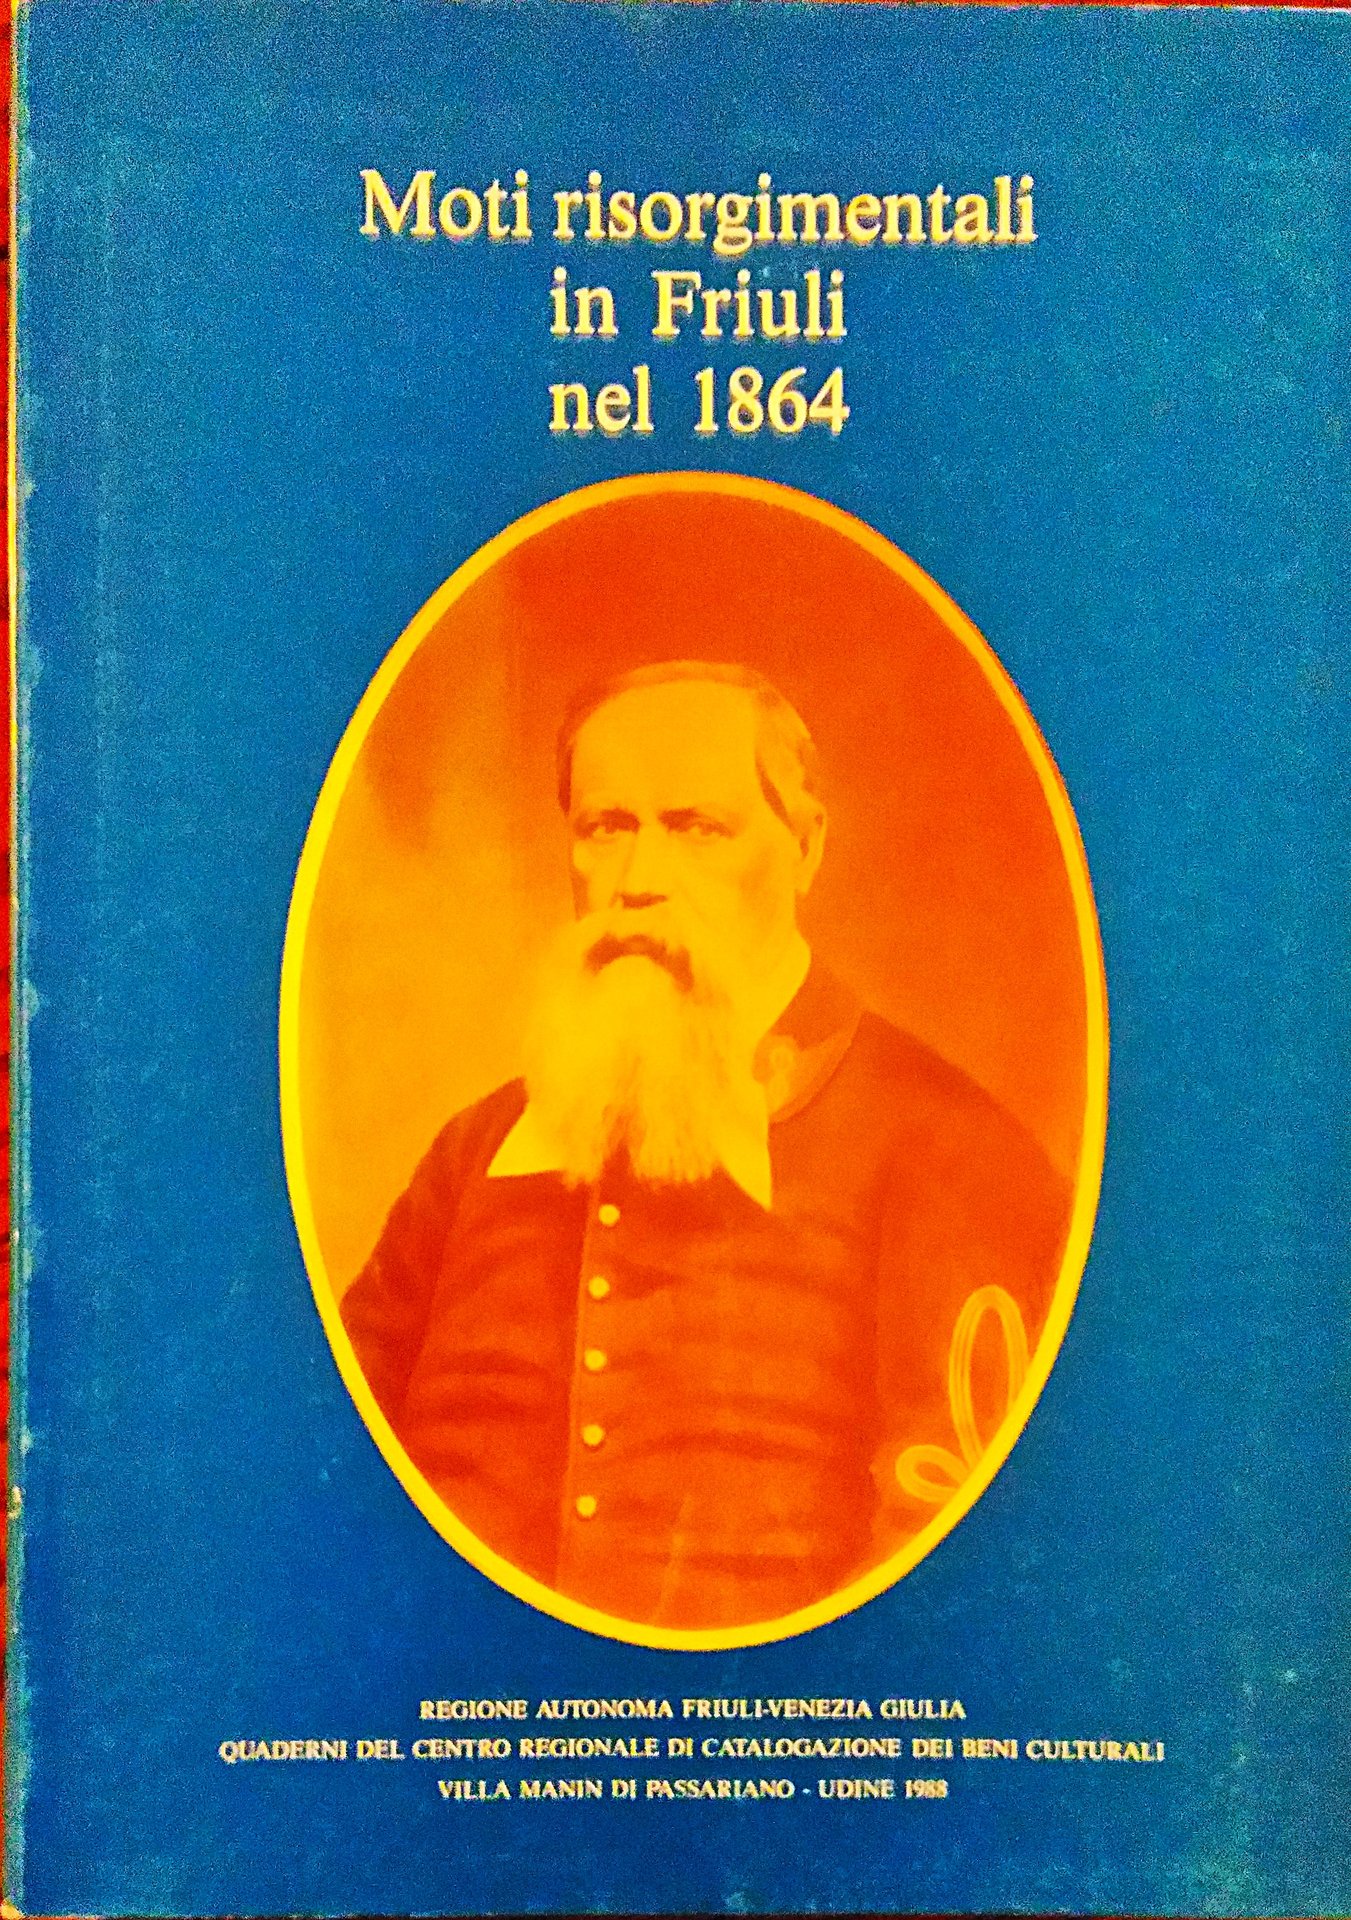 Moti risorgimentali
in Friuli
nel 1864
REGIONE AUTONOMA FRIULI-VENEZIA GIULIA
QUADERNI DEL CENTRO REGIONALE DI CATALOGAZIONE DEI BENI CULTURALI
VILLA MANIN DI PASSARIANO - UDINE 1988